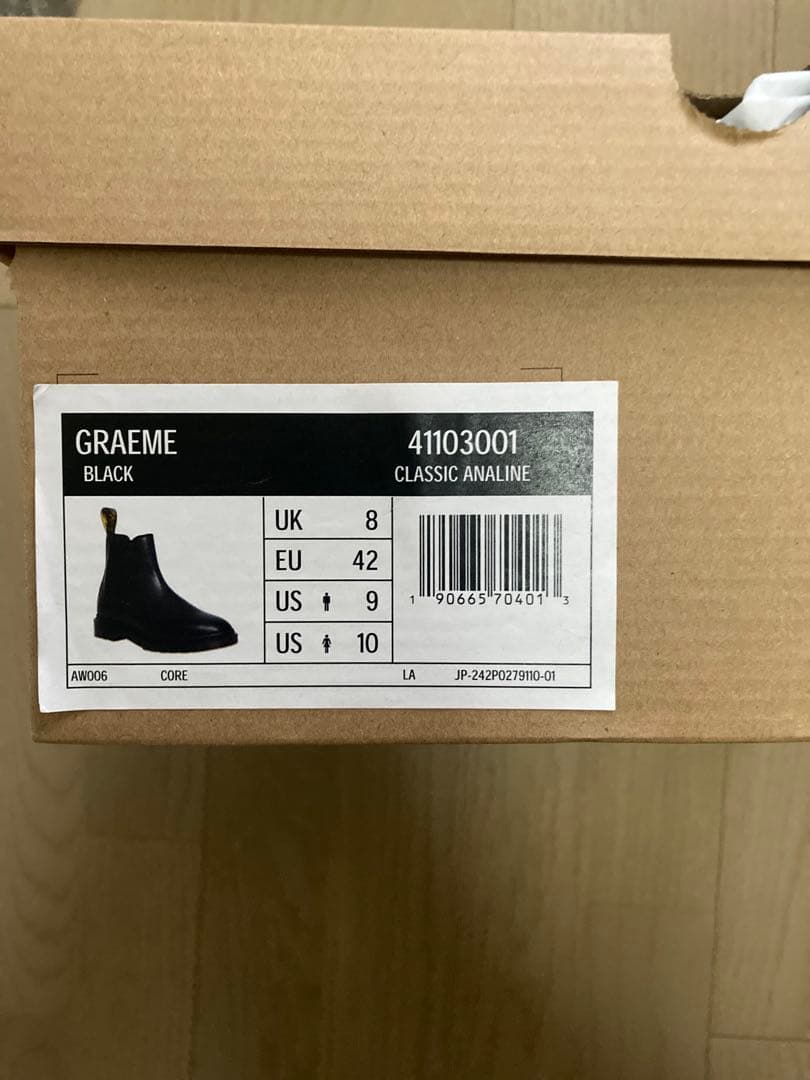 GRAEME 41103001
BLACK CLASSIC ANALINE
UK 8
EU 42
US 9
US 10
1 90665 70401 3
AW006 CORE LA JP-242P0279110-01